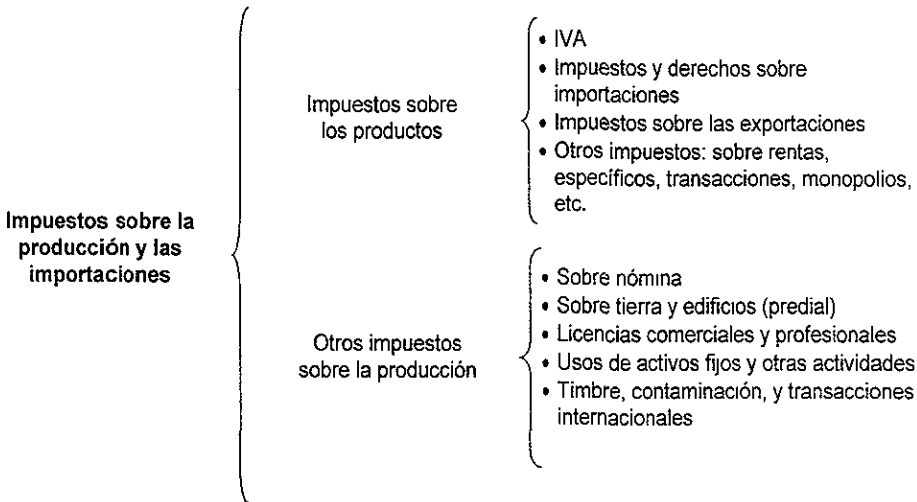 Impuestos sobre la
producción y las
importaciones
Impuestos sobre
los productos
• IVA
• Impuestos y derechos sobre
importaciones
• Impuestos sobre las exportaciones
• Otros impuestos: sobre rentas,
específicos, transacciones, monopolios,
etc.
Otros impuestos
sobre la producción
• Sobre nómina
• Sobre tierra y edificios (predial)
• Licencias comerciales y profesionales
• Usos de activos fijos y otras actividades
• Timbre, contaminación, y transacciones
internacionales